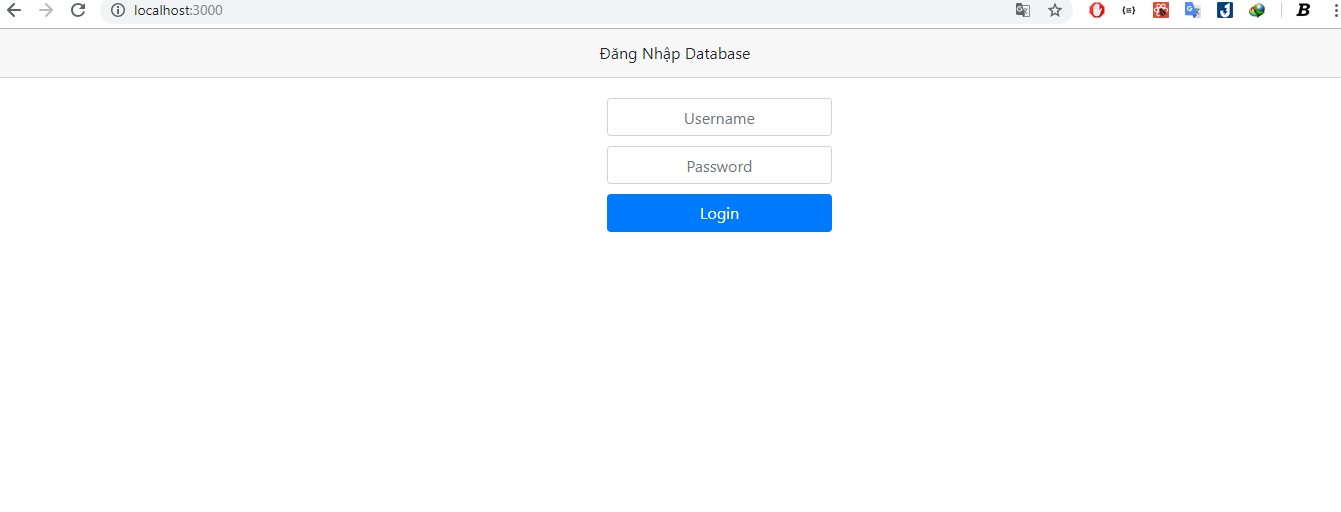 localhost:3000
Đăng Nhập Database
Username
Password
Login